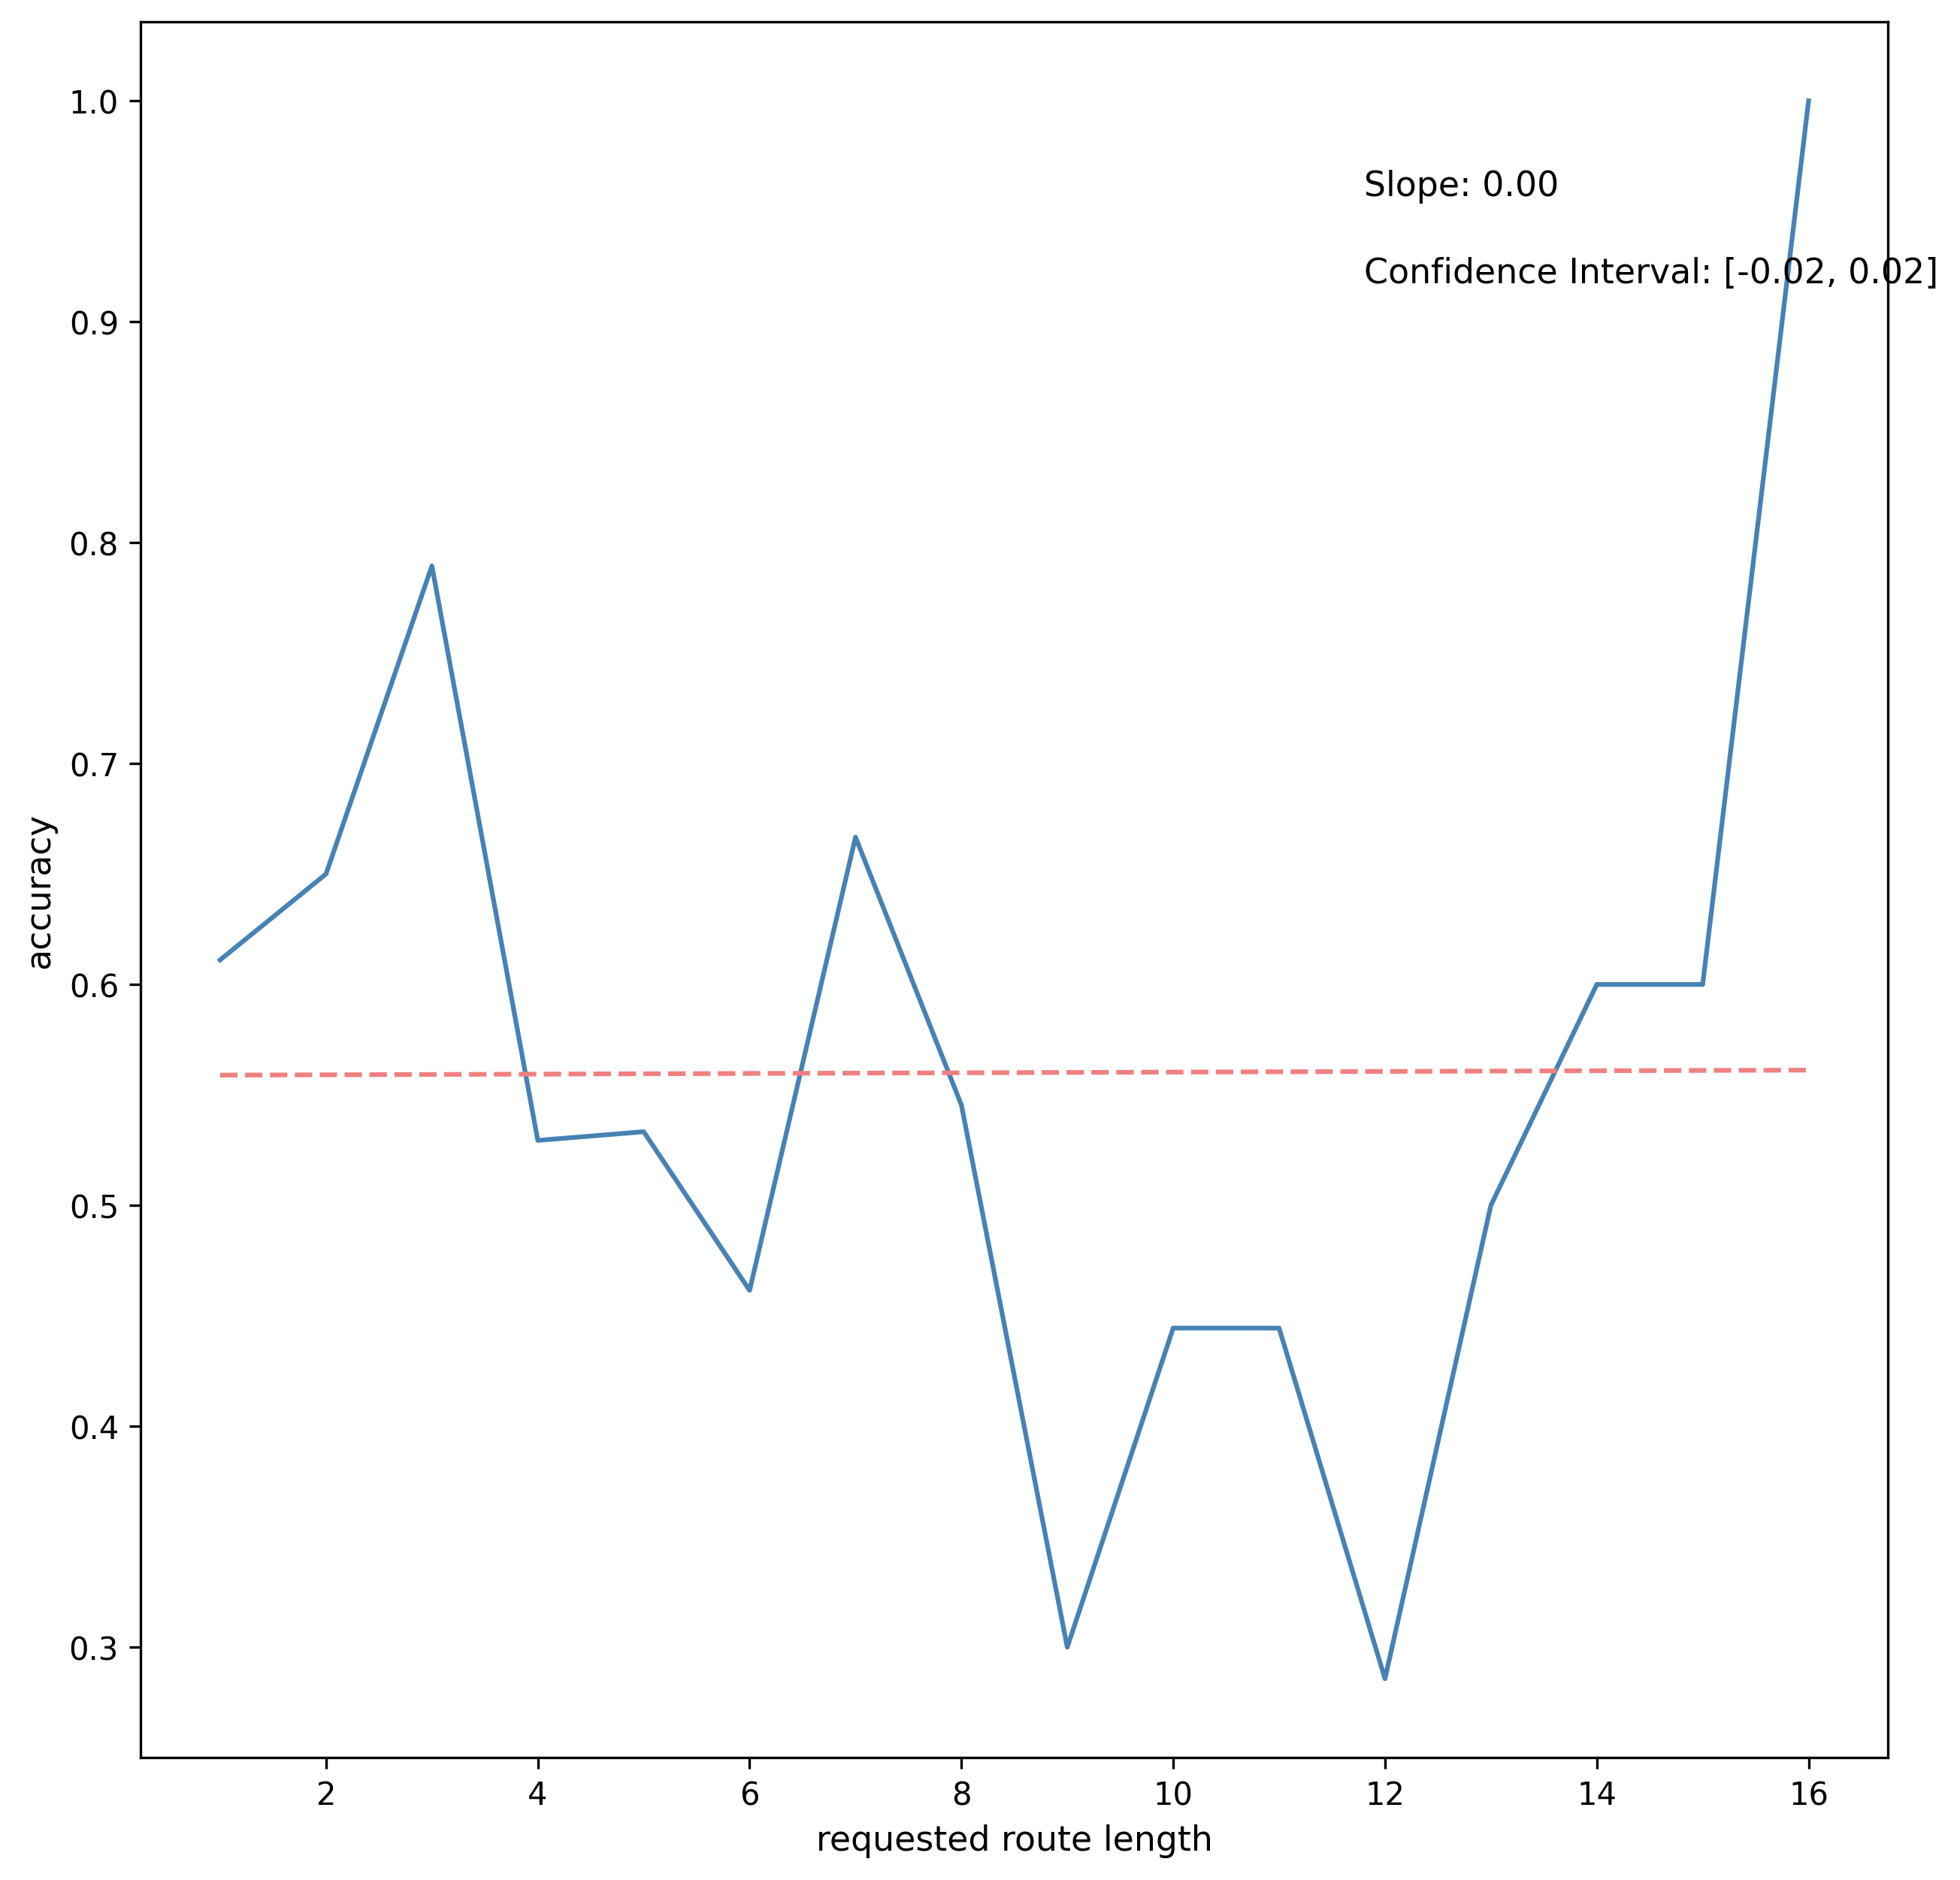 1.0
0.9
0.8
0.7
0.6
0.5
0.4
0.3
accuracy
Slope: 0.00
Confidence Interval: [-0.02, 0.02]
2 4 6 8 10 12 14 16
requested route length